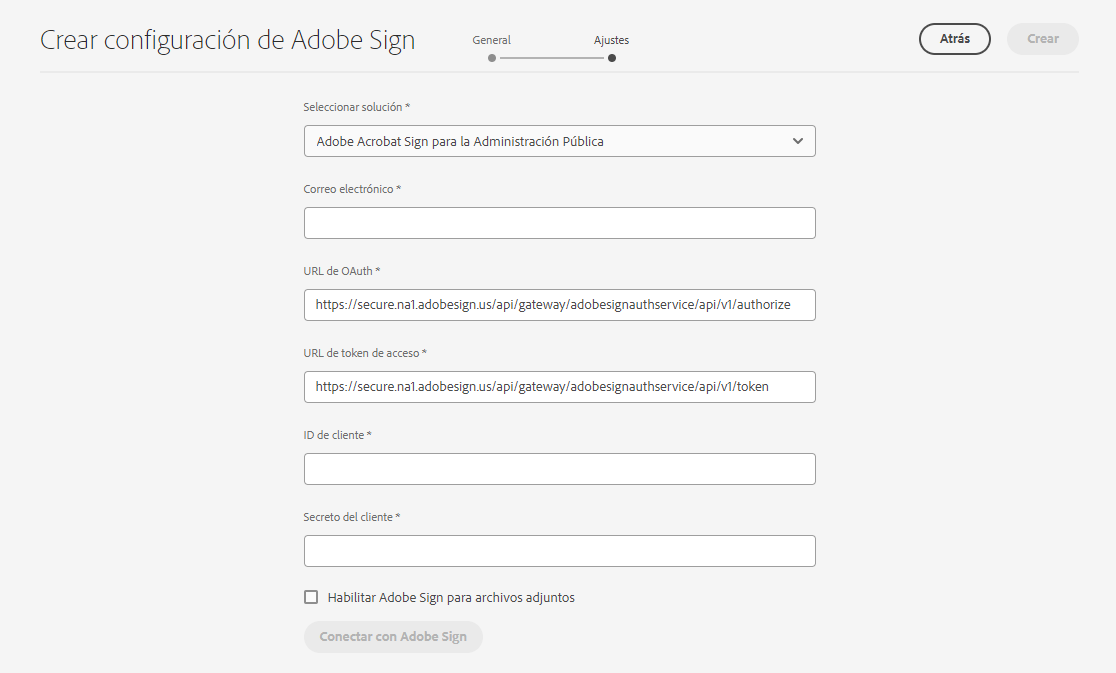 Crear configuración de Adobe Sign
General
Ajustes
Atrás
Crear
Seleccionar solución *
Adobe Acrobat Sign para la Administración Pública
Correo electrónico *
URL de OAuth *
https://secure.na1.adobesign.us/api/gateway/adobesignauthservice/api/v1/authorize
URL de token de acceso *
https://secure.na1.adobesign.us/api/gateway/adobesignauthservice/api/v1/token
ID de cliente *
Secreto del cliente *
Habilitar Adobe Sign para archivos adjuntos
Conectar con Adobe Sign